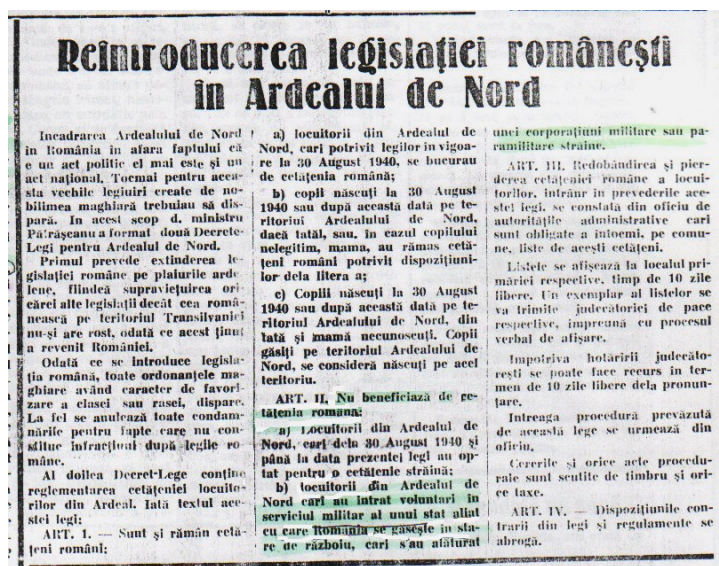 Reintroducerea legislației românești
în Ardealul de Nord
Incadrarea Ardealului de Nord
în România în afara faptului că
e un act politic el mai este și un
act național. Tocmai pentru acea-
sta vechile legiuiri create de no-
bilimea maghiară trebuiau să dis-
pară. In acest scop d. ministru
Pătrășcanu a format două Decrete-
Legi pentru Ardealul de Nord.
Primul prevede extinderea le-
gislației române pe plaiurile arde
lene, fiindcă supraviețuirea ori-
cărei alte legislații decât cea româ-
nească pe teritoriul Transilvaniei
nu-și are rost, odată ce acest ținut
a revenit României.
Odată ce se introduce legisla-
ția română, toate ordonanțele ma-
ghiare având caracter de favori-
zare a clasei sau rasei, dispare.
La fel se anulează toate condam-
nările pentru fapte care nu con-
stitue infracțiuni după legile ro-
mâne.
Al doilea Decret-Lege conține
reglementarea cetățeniei locuito-
rilor din Ardeal. Iată textul ace-
stei legi:
ART. I. — Sunt și rămân cetă-
țeni români;
a) locuitorii din Ardealul de
Nord, cari potrivit legilor în vigoa-
re la 30 August 1940, se bucurau
de cetățenia română;
b) copii născuți la 30 August
1940 sau după această dată pe te-
ritoriul Ardealului de Nord,
dacă tatăl, sau, în cazul copilului
nelegitim, mama, au rămas cetă-
țeni români potrivit dispozițiuni-
lor dela litera a;
c) Copiii născuți la 30 August
1940 sau după această dată pe te-
ritoriul Ardealului de Nord, din
tată și mamă necunoscuți. Copii
găsiți pe teritoriul Ardealului de
Nord, se consideră născuți pe acel
teritoriu.
ART. II. Nu beneficiază de ce-
tățenia română:
a) Locuitorii din Ardealul de
Nord, cari dela 30 August 1940 și
până la data prezentei legi au op-
tat pentru o cetățenie străină;
b) locuitorii din Ardealul de
Nord cari au intrat voluntari în
serviciul militar al unui stat aliat
cu care România se găsește în sta-
re de războiu, cari s'au alăturat
unei corporațiuni militare sau pa-
ramilitare străine.
ART. III. Redobândirea și pier-
derea cetățeniei române a locui-
torilor, intrânr in prevederile ace-
stei legi. se constată din oficiu de
autoritățile administrative cari
sunt obligate a întocmi, pe comu-
ne, liste de acești cetățeni.
Listele se afișează la localul pri-
măriei respective, timp de 10 zile
libere. Un exemplar al listelor se
va trimite judecătoriei de pace
respective, împreună cu procesul
verbal de afișare.
Impotriva hotărîrii judecăto-
rești se poate face recurs în ter-
men de 10 zile libere dela pronun-
țare.
Intreaga procedură prevăzută
de această lege se urmează din
oficiu.
Cererile și orice acte procedu-
rale sunt scutite de timbru și ori-
ce taxe.
ART. IV. — Dispozițiunile con-
trarii din legi și regulamente se
abrogă.